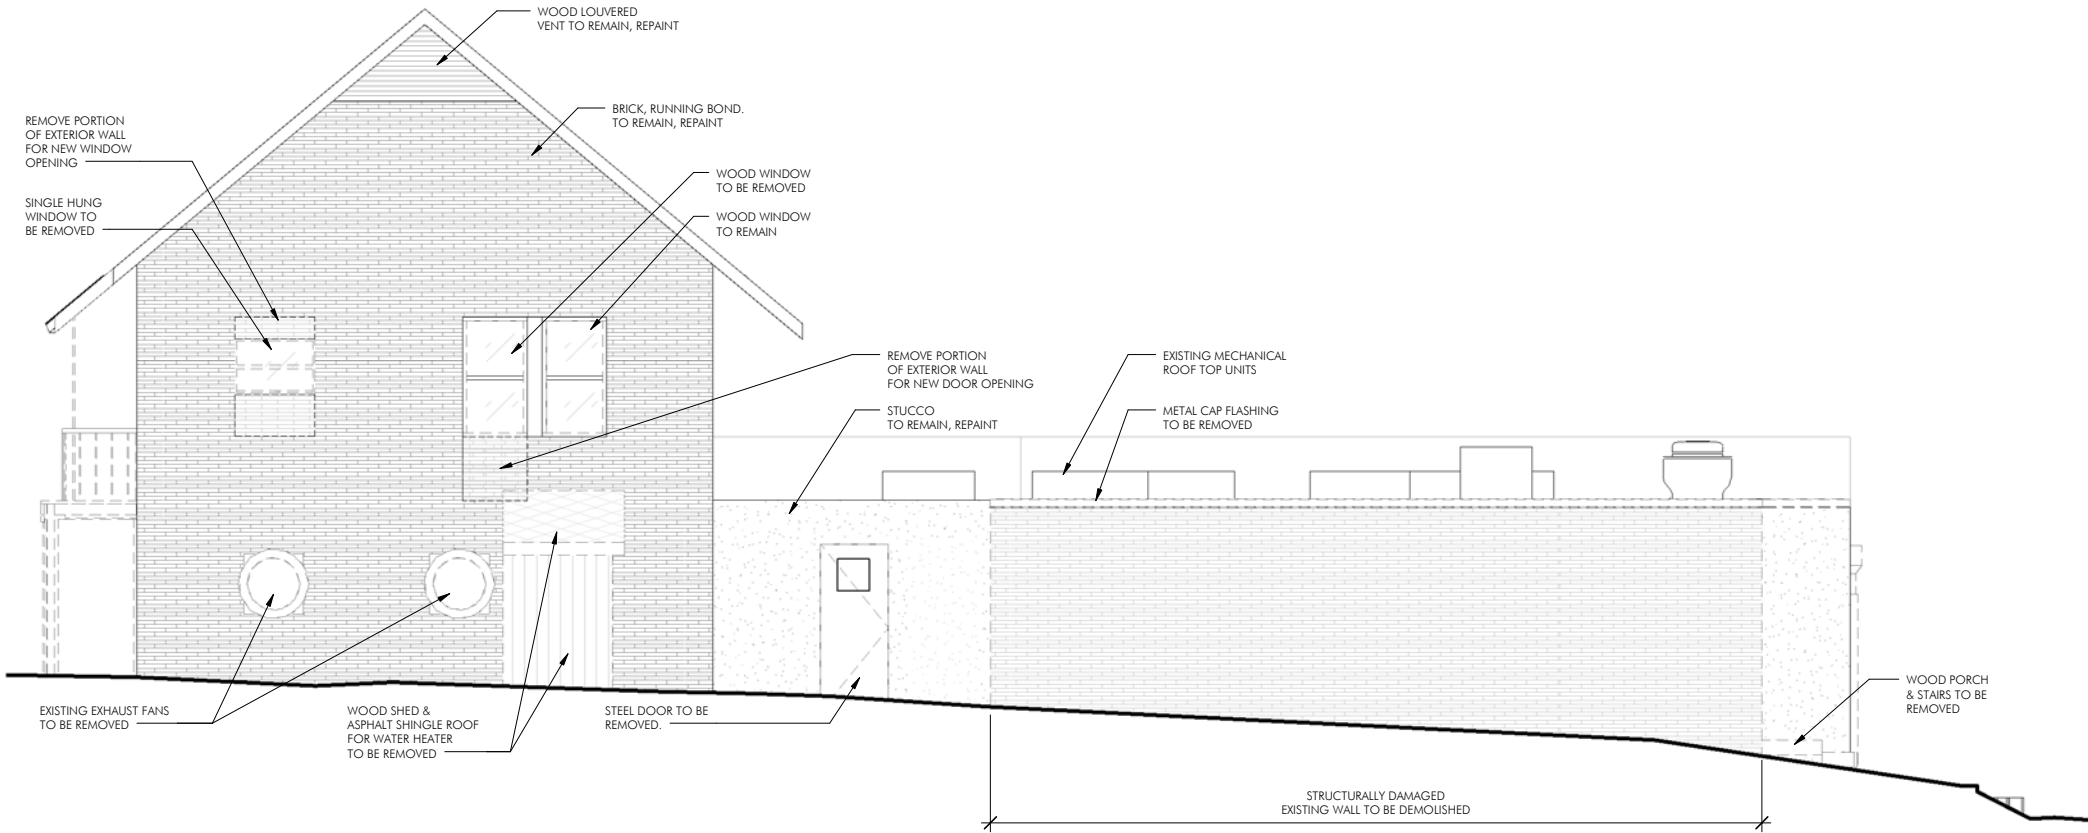 WOOD LOUVERED
VENT TO REMAIN, REPAINT
BRICK, RUNNING BOND.
TO REMAIN, REPAINT
REMOVE PORTION
OF EXTERIOR WALL
FOR NEW WINDOW
OPENING
WOOD WINDOW
TO BE REMOVED
SINGLE HUNG
WINDOW TO
BE REMOVED
WOOD WINDOW
TO REMAIN
REMOVE PORTION
OF EXTERIOR WALL
FOR NEW DOOR OPENING
EXISTING MECHANICAL
ROOF TOP UNITS
STUCCO
TO REMAIN, REPAINT
METAL CAP FLASHING
TO BE REMOVED
WOOD PORCH
& STAIRS TO BE
REMOVED
EXISTING EXHAUST FANS
TO BE REMOVED
WOOD SHED &
ASPHALT SHINGLE ROOF
FOR WATER HEATER
TO BE REMOVED
STEEL DOOR TO BE
REMOVED.
STRUCTURALLY DAMAGED
EXISTING WALL TO BE DEMOLISHED